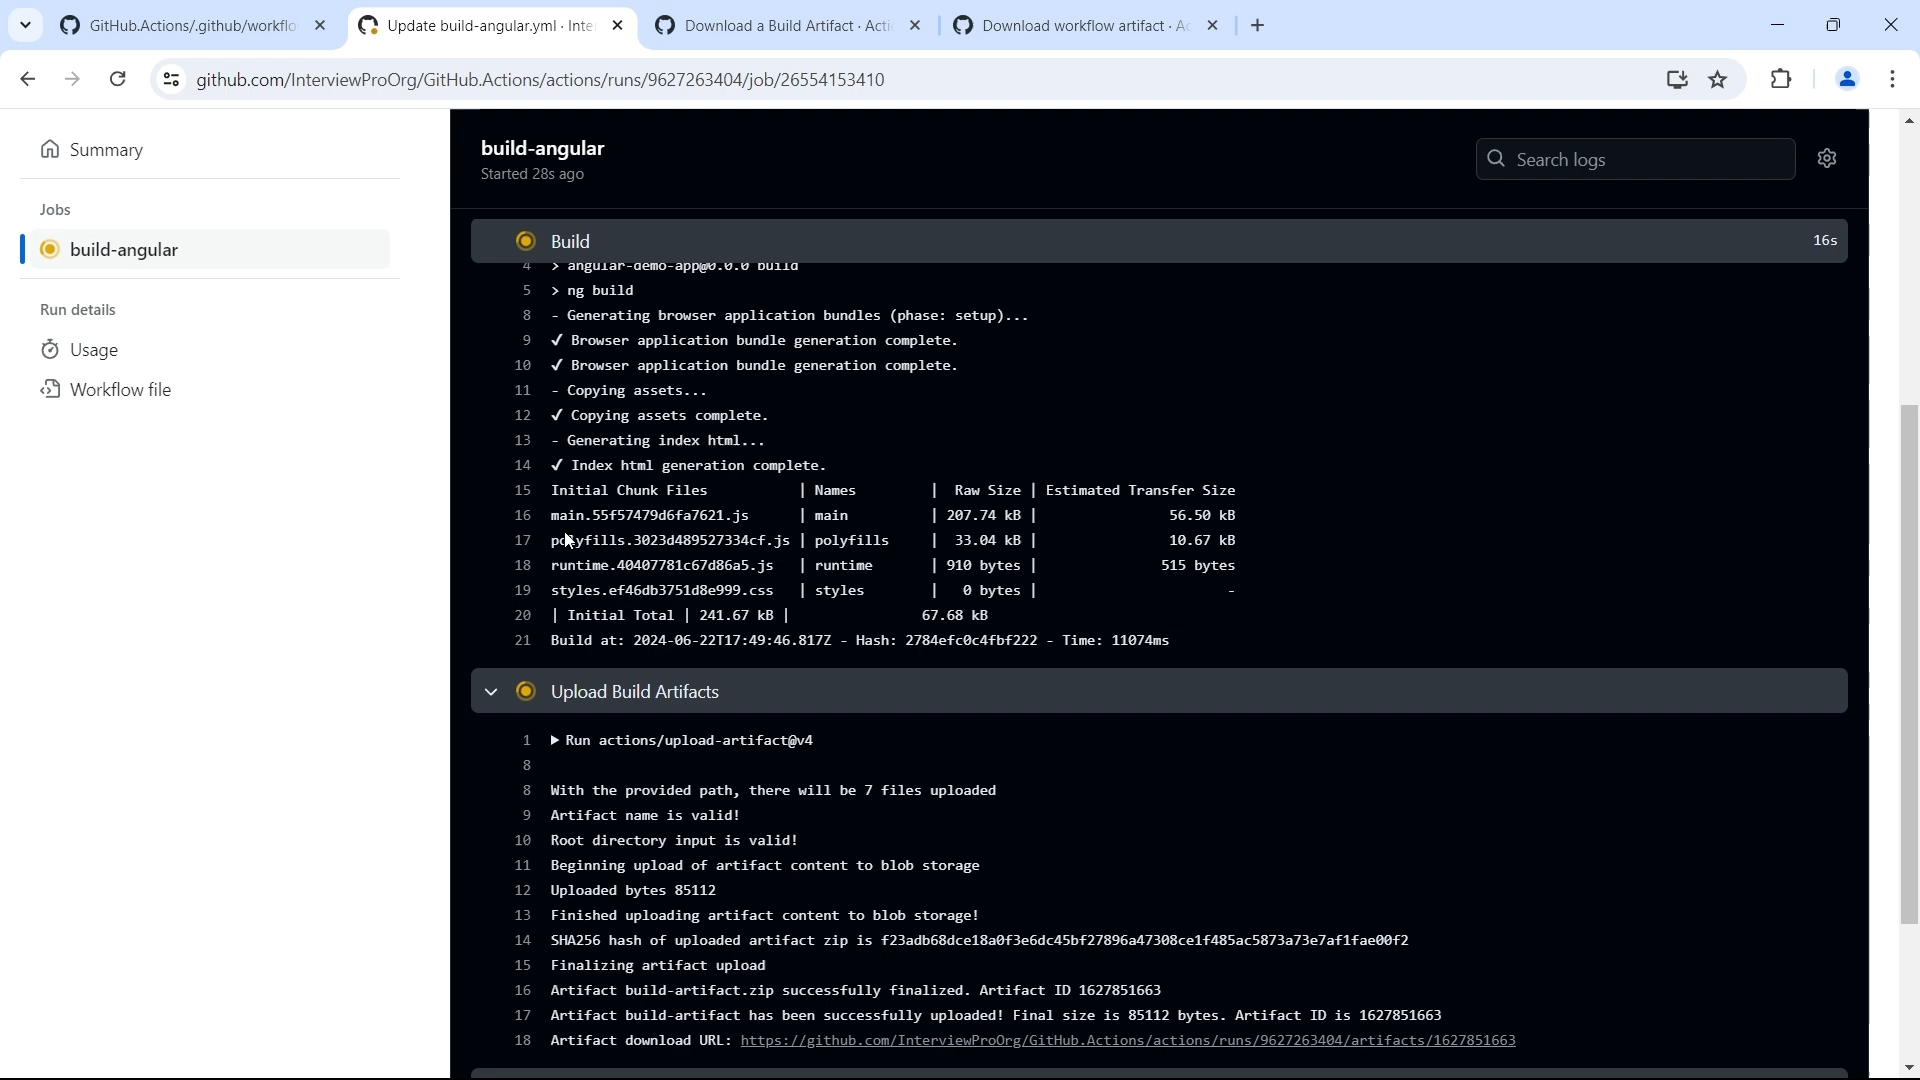 GitHub.Actions/.github/workflo
Update build-angular.yml · Inte
Download a Build Artifact · Acti
Download workflow artifact · Ac
github.com/InterviewProOrg/GitHub.Actions/actions/runs/9627263404/job/26554153410
Summary
Jobs
build-angular
Run details
Usage
Workflow file
build-angular
Started 28s ago
Search logs
Build 16s
4 > angular-demo-app@0.0.0 build
5 > ng build
8 - Generating browser application bundles (phase: setup)...
9 ✓ Browser application bundle generation complete.
10 ✓ Browser application bundle generation complete.
11 - Copying assets...
12 ✓ Copying assets complete.
13 - Generating index html...
14 ✓ Index html generation complete.
15 Initial Chunk Files | Names | Raw Size | Estimated Transfer Size
16 main.55f57479d6fa7621.js | main | 207.74 kB | 56.50 kB
17 polyfills.3023d489527334cf.js | polyfills | 33.04 kB | 10.67 kB
18 runtime.40407781c67d86a5.js | runtime | 910 bytes | 515 bytes
19 styles.ef46db3751d8e999.css | styles | 0 bytes | -
20 | Initial Total | 241.67 kB | 67.68 kB
21 Build at: 2024-06-22T17:49:46.817Z - Hash: 2784efc0c4fbf222 - Time: 11074ms
Upload Build Artifacts
1 ▶ Run actions/upload-artifact@v4
8
8 With the provided path, there will be 7 files uploaded
9 Artifact name is valid!
10 Root directory input is valid!
11 Beginning upload of artifact content to blob storage
12 Uploaded bytes 85112
13 Finished uploading artifact content to blob storage!
14 SHA256 hash of uploaded artifact zip is f23adb68dce18a0f3e6dc45bf27896a47308ce1f485ac5873a73e7af1fae00f2
15 Finalizing artifact upload
16 Artifact build-artifact.zip successfully finalized. Artifact ID 1627851663
17 Artifact build-artifact has been successfully uploaded! Final size is 85112 bytes. Artifact ID is 1627851663
18 Artifact download URL: https://github.com/InterviewProOrg/GitHub.Actions/actions/runs/9627263404/artifacts/1627851663